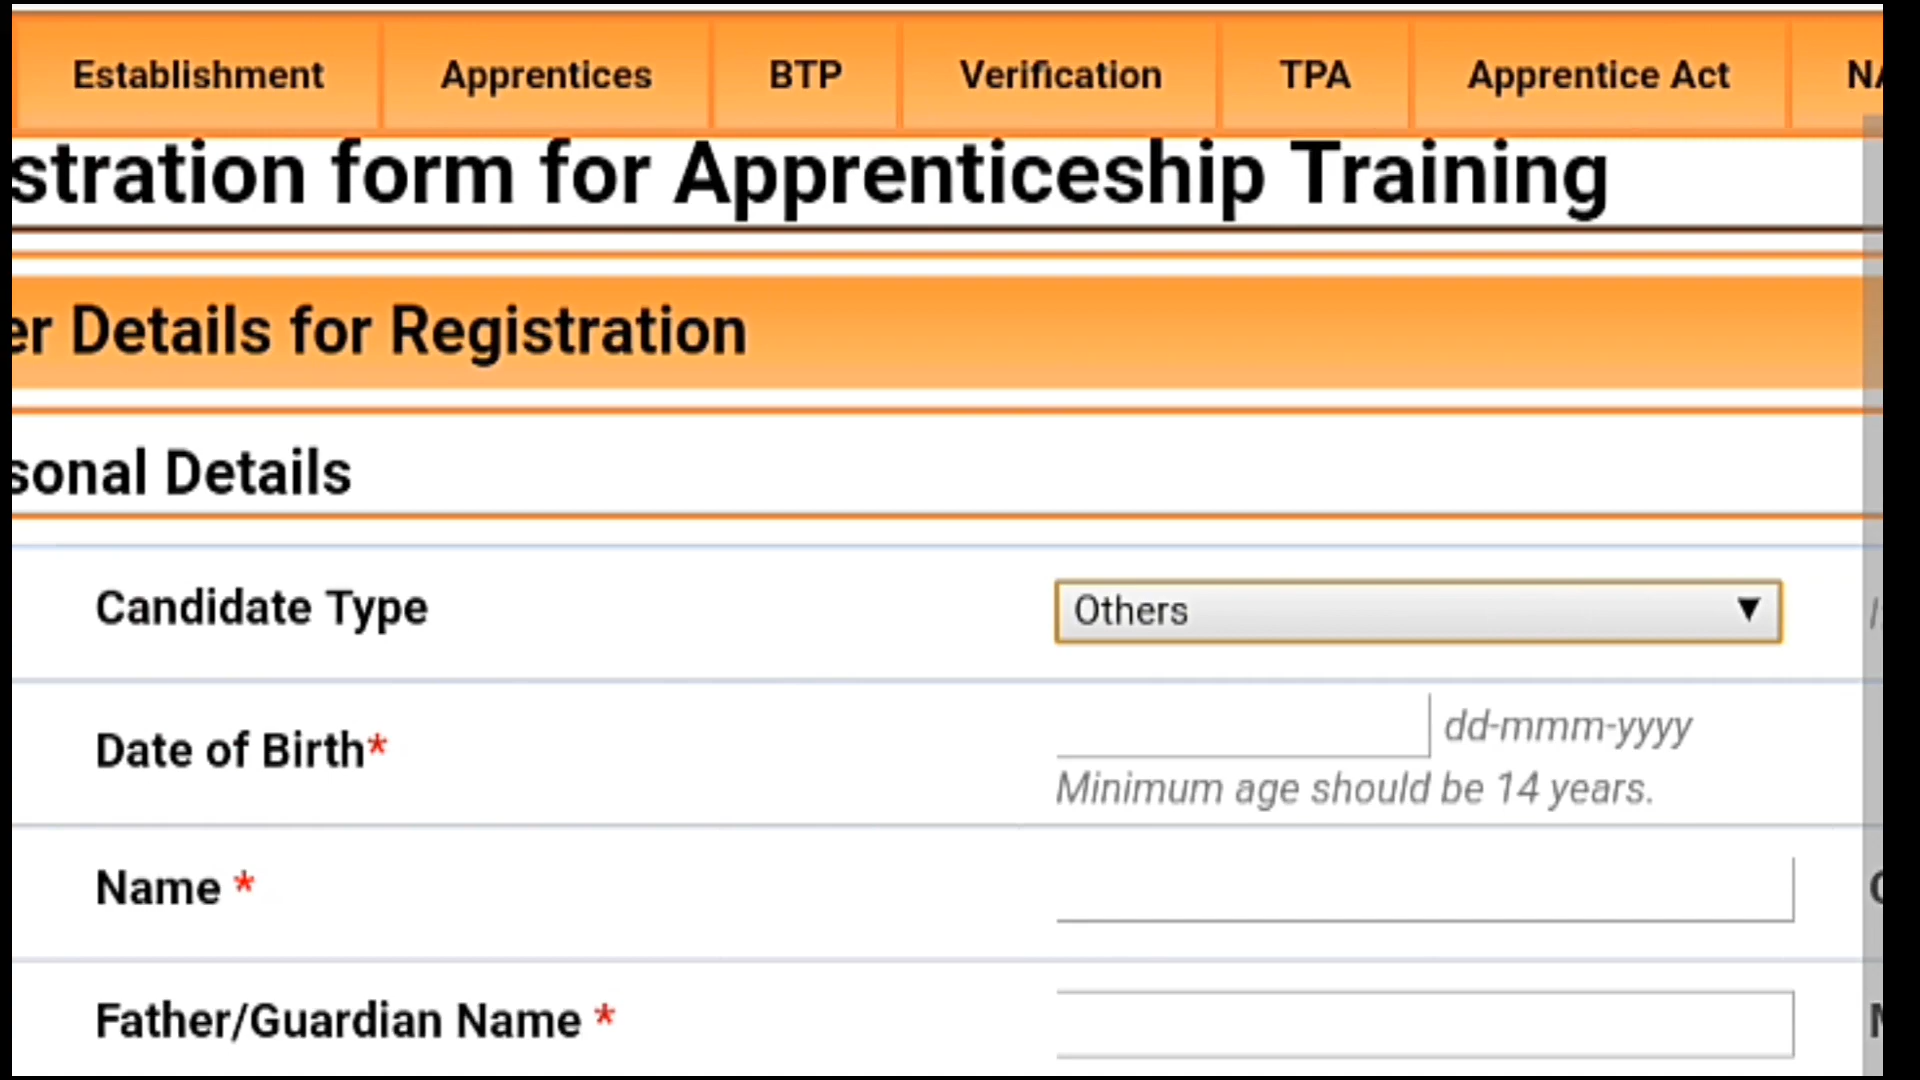 Establishment Apprentices BTP Verification TPA Apprentice Act
stration form for Apprenticeship Training
er Details for Registration
sonal Details
Candidate Type Others
Date of Birth* dd-mmm-yyyy
Minimum age should be 14 years.
Name *
Father/Guardian Name *